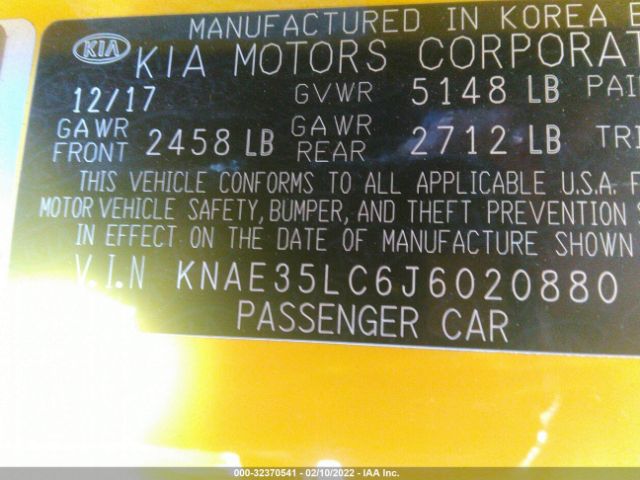 MANUFACTURED IN KOREA
KIA KIA MOTORS
12/17 GVWR 5148 LB
GAWR FRONT 2458 LB GAWR REAR 2712 LB
THIS VEHICLE CONFORMS TO ALL APPLICABLE U.S.A.
MOTOR VEHICLE SAFETY, BUMPER, AND THEFT PREVENTION
IN EFFECT ON THE DATE OF MANUFACTURE SHOWN
V.I.N KNAE35LC6J6020880
PASSENGER CAR
000-32370541 - 02/10/2022 - IAA Inc.